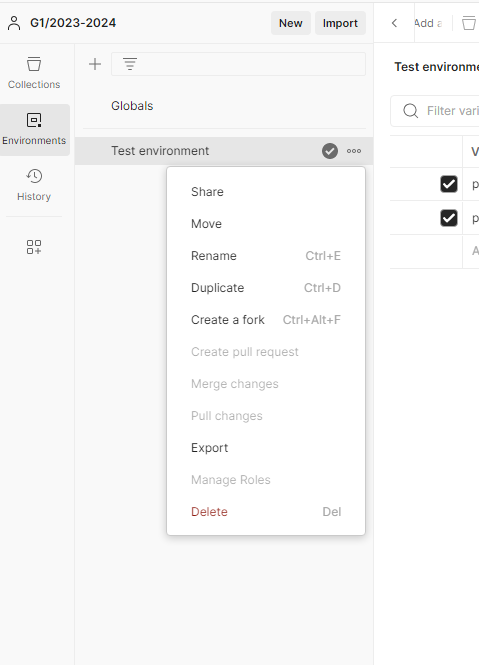 G1/2023-2024
New
Import
Add a
Collections
Environments
History
Globals
Test environment
Share
Move
Rename Ctrl+E
Duplicate Ctrl+D
Create a fork Ctrl+Alt+F
Create pull request
Merge changes
Pull changes
Export
Manage Roles
Delete Del
Test environme
Filter vari
V
p
p
A